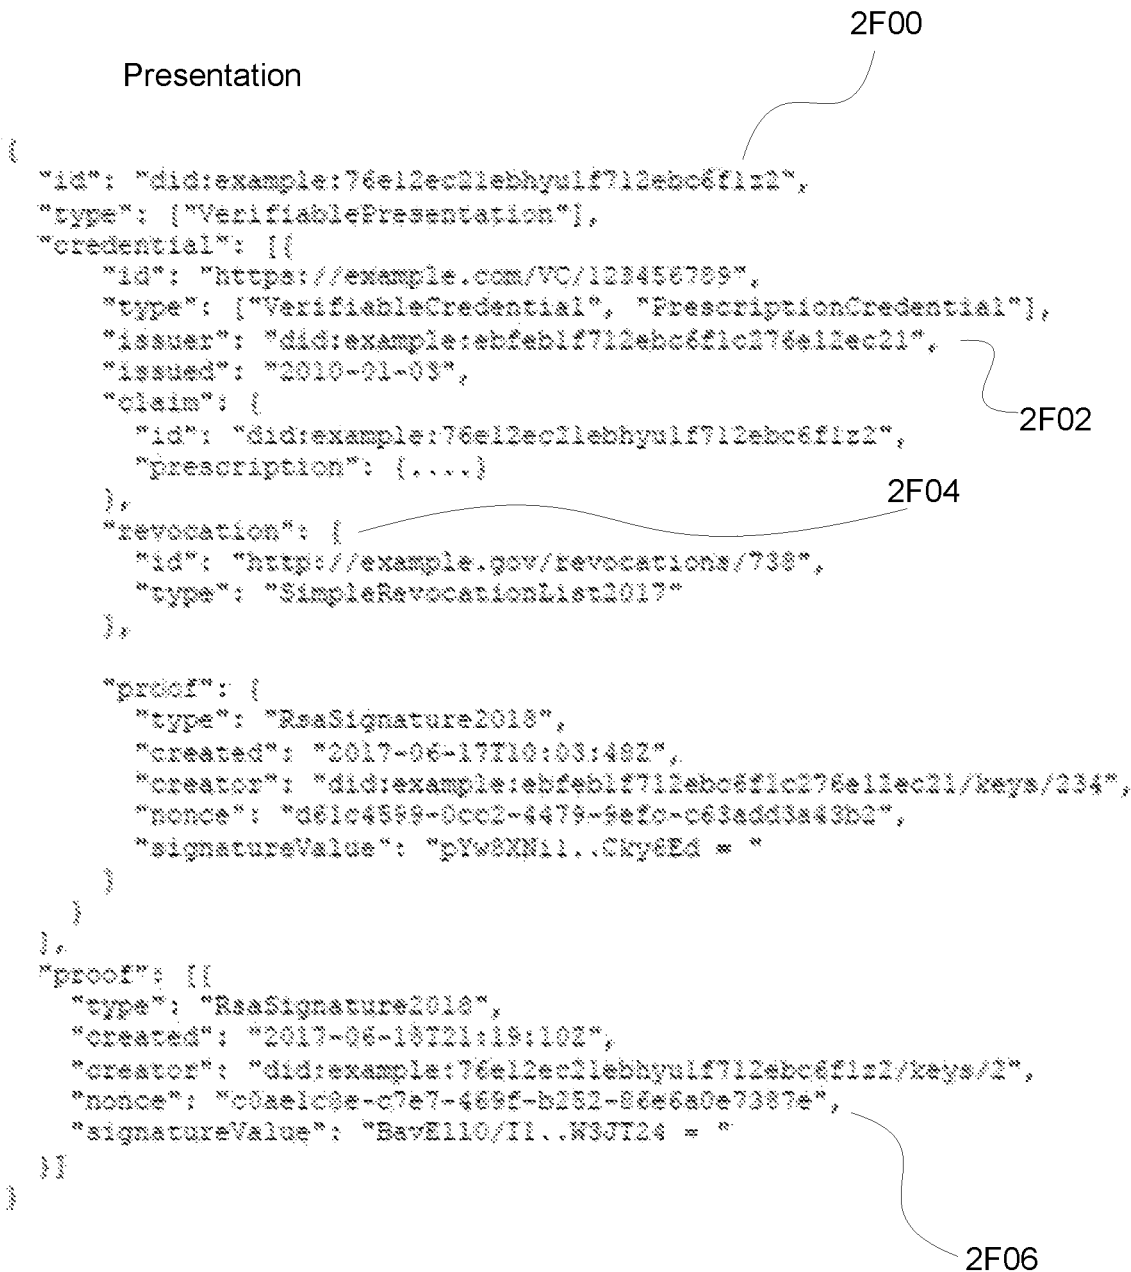 2F00
Presentation
{
"id": "did:example:76e12ec21ebhyu1f712ebc6f1z2",
"type": ["VerifiablePresentation"],
"credential": [{
"id": "https://example.com/VC/123456789",
"type": ["VerifiableCredential", "PrescriptionCredential"],
"issuer": "did:example:ebfeb1f712ebc6f1c276e12ec21",
"issued": "2010-01-03",
2F02
"claim": {
"id": "did:example:76e12ec21ebhyu1f712ebc6f1z2",
"prescription": {....}
},
2F04
"revocation": {
"id": "http://example.gov/revocations/738",
"type": "SimpleRevocationList2017"
},
"proof": {
"type": "RsaSignature2018",
"created": "2017-06-17T10:03:48Z",
"creator": "did:example:ebfeb1f712ebc6f1c276e12ec21/keys/234",
"nonce": "d61c4599-0cc2-4479-9efc-c63add3a43b2",
"signatureValue": "pYw8XNi1..Cky6Ed = "
}
}
],
"proof": [{
"type": "RsaSignature2018",
"created": "2017-06-18T21:19:10Z",
"creator": "did:example:76e12ec21ebhyu1f712ebc6f1z2/keys/2",
"nonce": "c0ae1c8e-c7e7-469f-b252-86e6a0e7387e",
"signatureValue": "BavEll0/I1..W3JT24 = "
}]
}
2F06